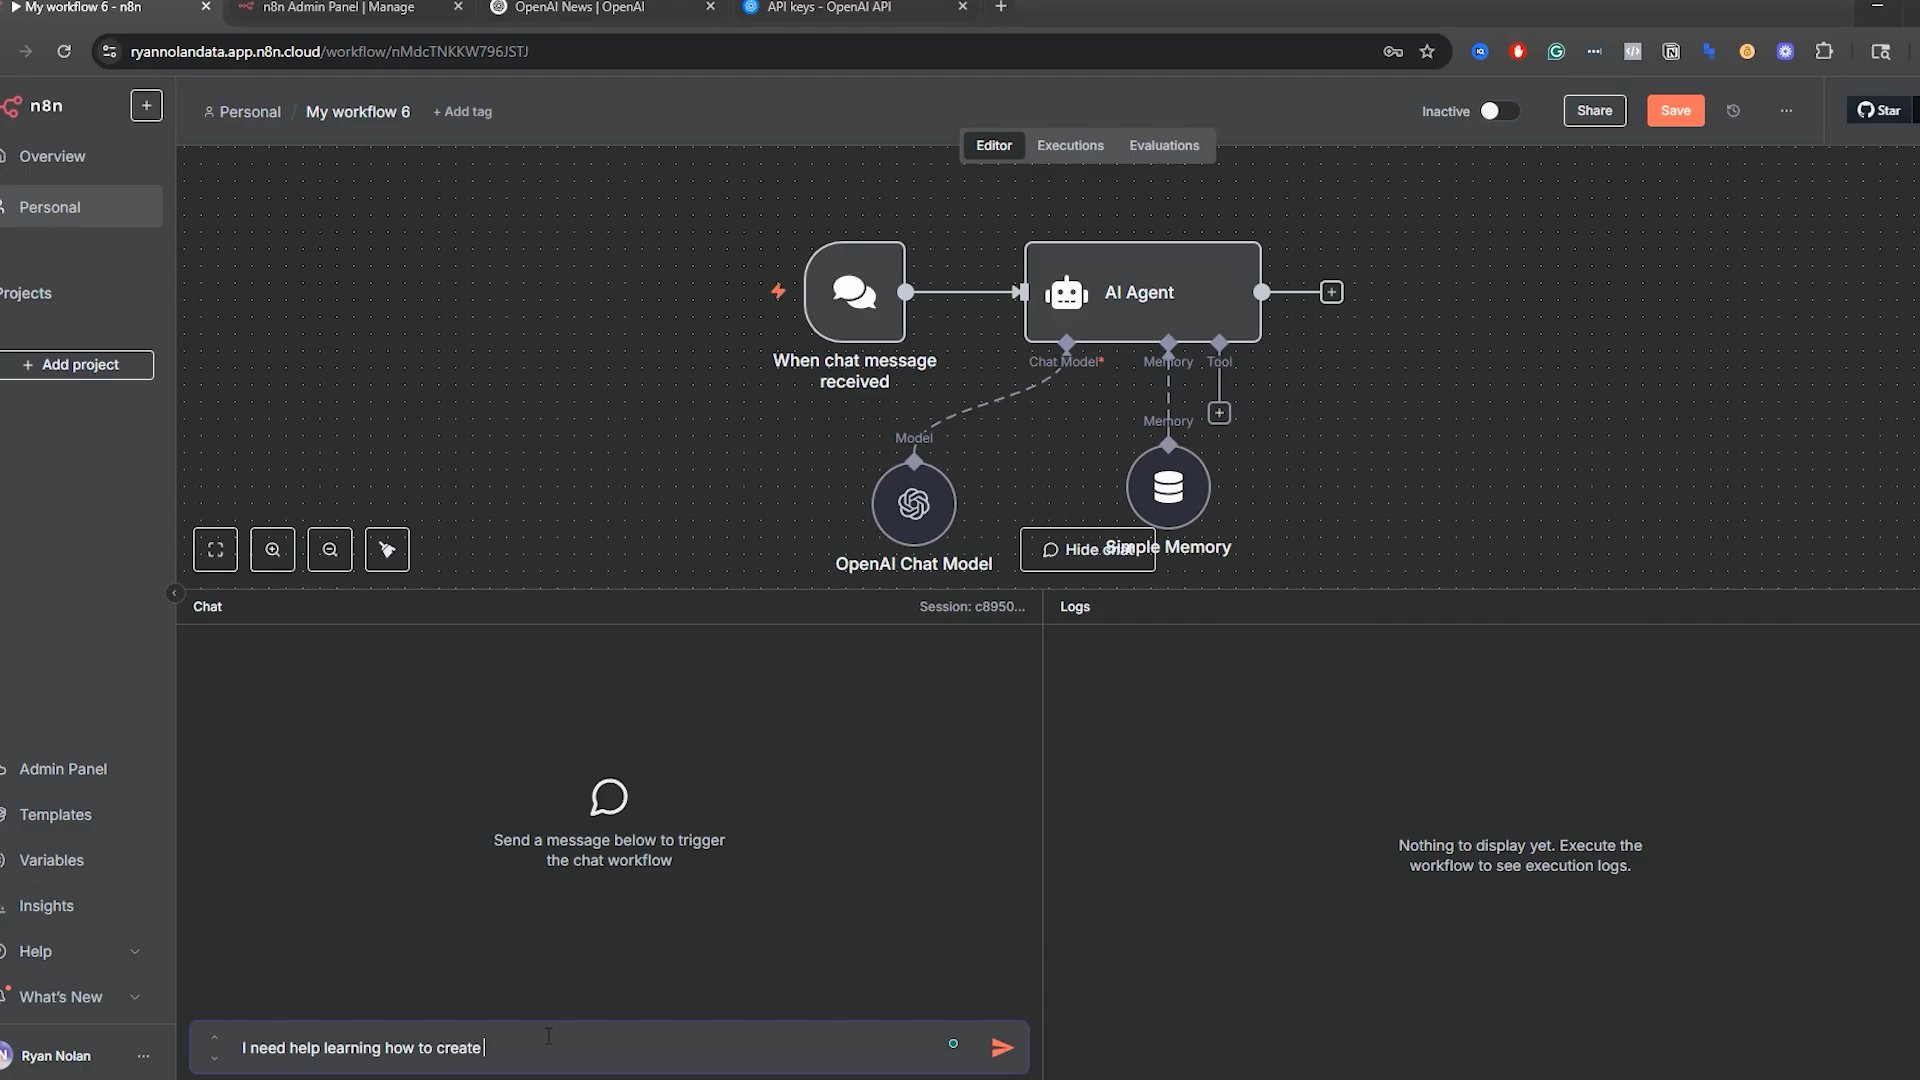 My workflow 6 - n8n
n8n Admin Panel | Manage
OpenAI News | OpenAI
API keys - OpenAI API
ryannolandata.app.n8n.cloud/workflow/nMdcTNKKW796JSTJ
n8n
Personal / My workflow 6 + Add tag
Inactive
Share
Save
Star
Editor
Executions
Evaluations
Overview
Personal
Projects
+ Add project
Admin Panel
Templates
Variables
Insights
Help
What's New
Ryan Nolan
AI Agent
When chat message
received
Chat Model*
Memory
Tool
Model
Memory
OpenAI Chat Model
Hide chat
Simple Memory
Chat
Session: c8950...
Logs
Send a message below to trigger
the chat workflow
Nothing to display yet. Execute the
workflow to see execution logs.
I need help learning how to create